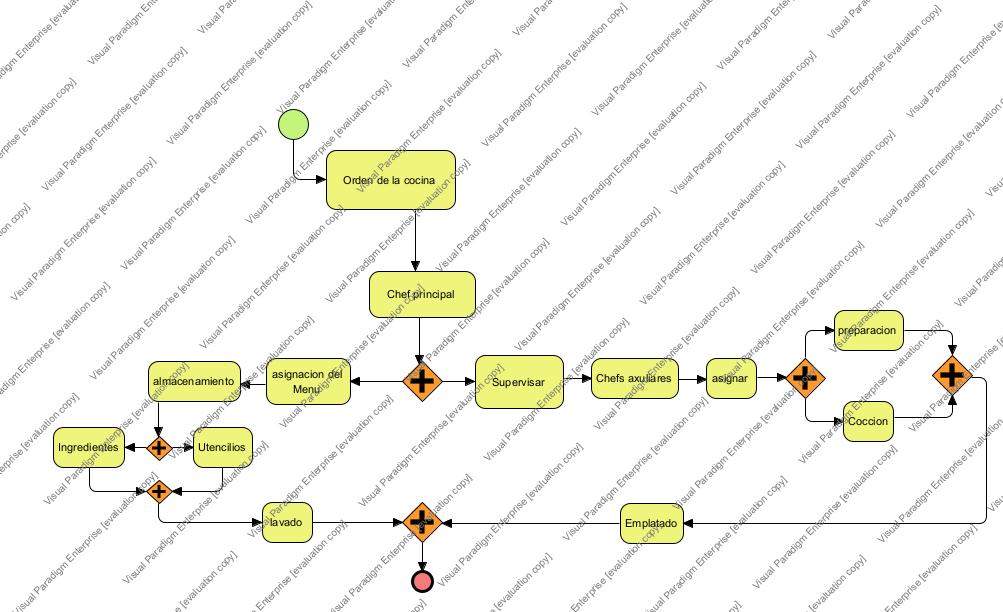 Orden de la cocina
Chef principal
asignacion del
Menu
almacenamiento
Supervisar
Chefs axuliares
asignar
preparacion
Coccion
Ingredientes
Utencilios
lavado
Emplatado
Visual Paradigm Enterprise [evaluation copy]